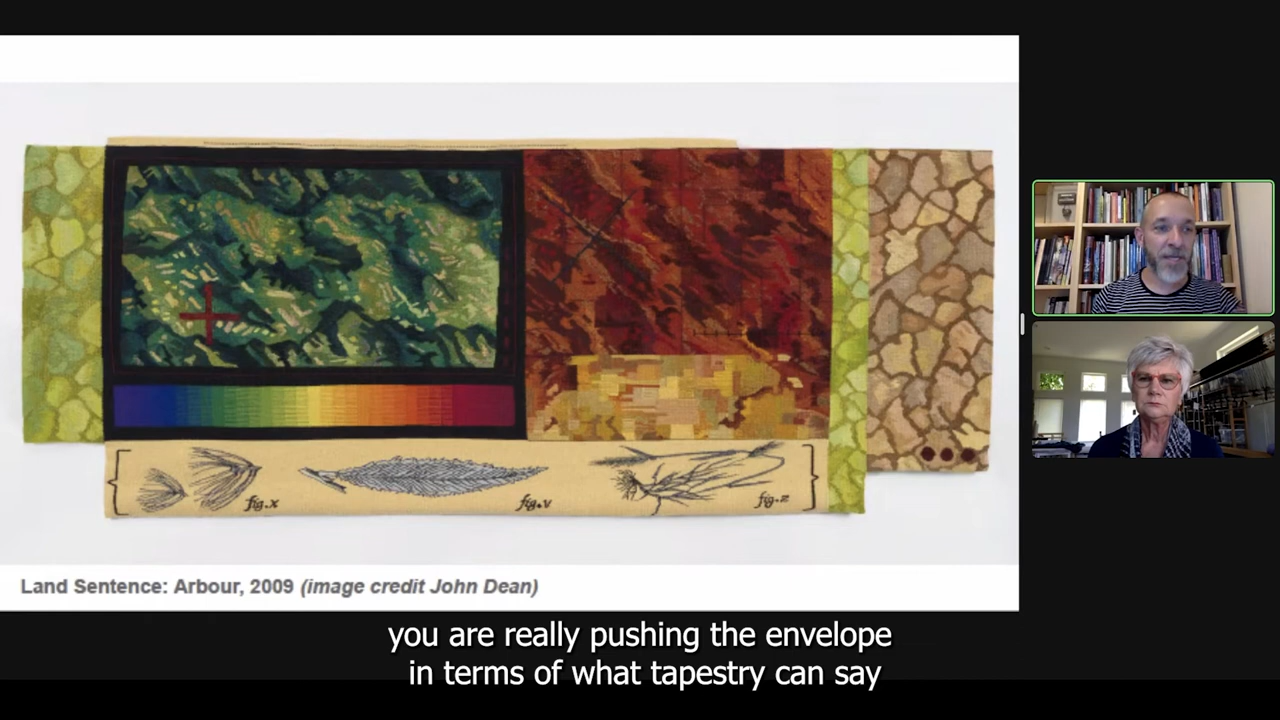 fig.x
fig.v
fig.z
Land Sentence: Arbour, 2009 (image credit John Dean)
you are really pushing the envelope
in terms of what tapestry can say